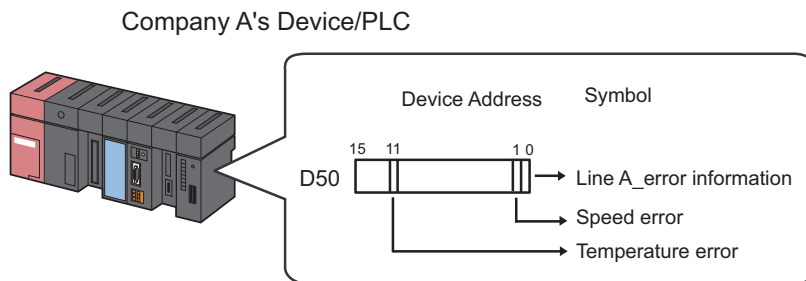 Company A's Device/PLC
Device Address Symbol
15 11 1 0
D50 Line A_error information
Speed error
Temperature error